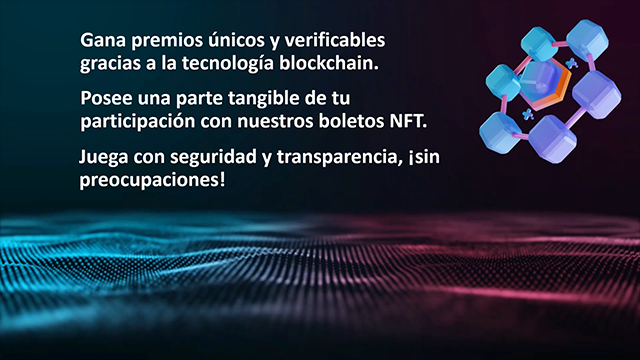 Gana premios únicos y verificables
gracias a la tecnología blockchain.
Posee una parte tangible de tu
participación con nuestros boletos NFT.
Juega con seguridad y transparencia, ¡sin
preocupaciones!